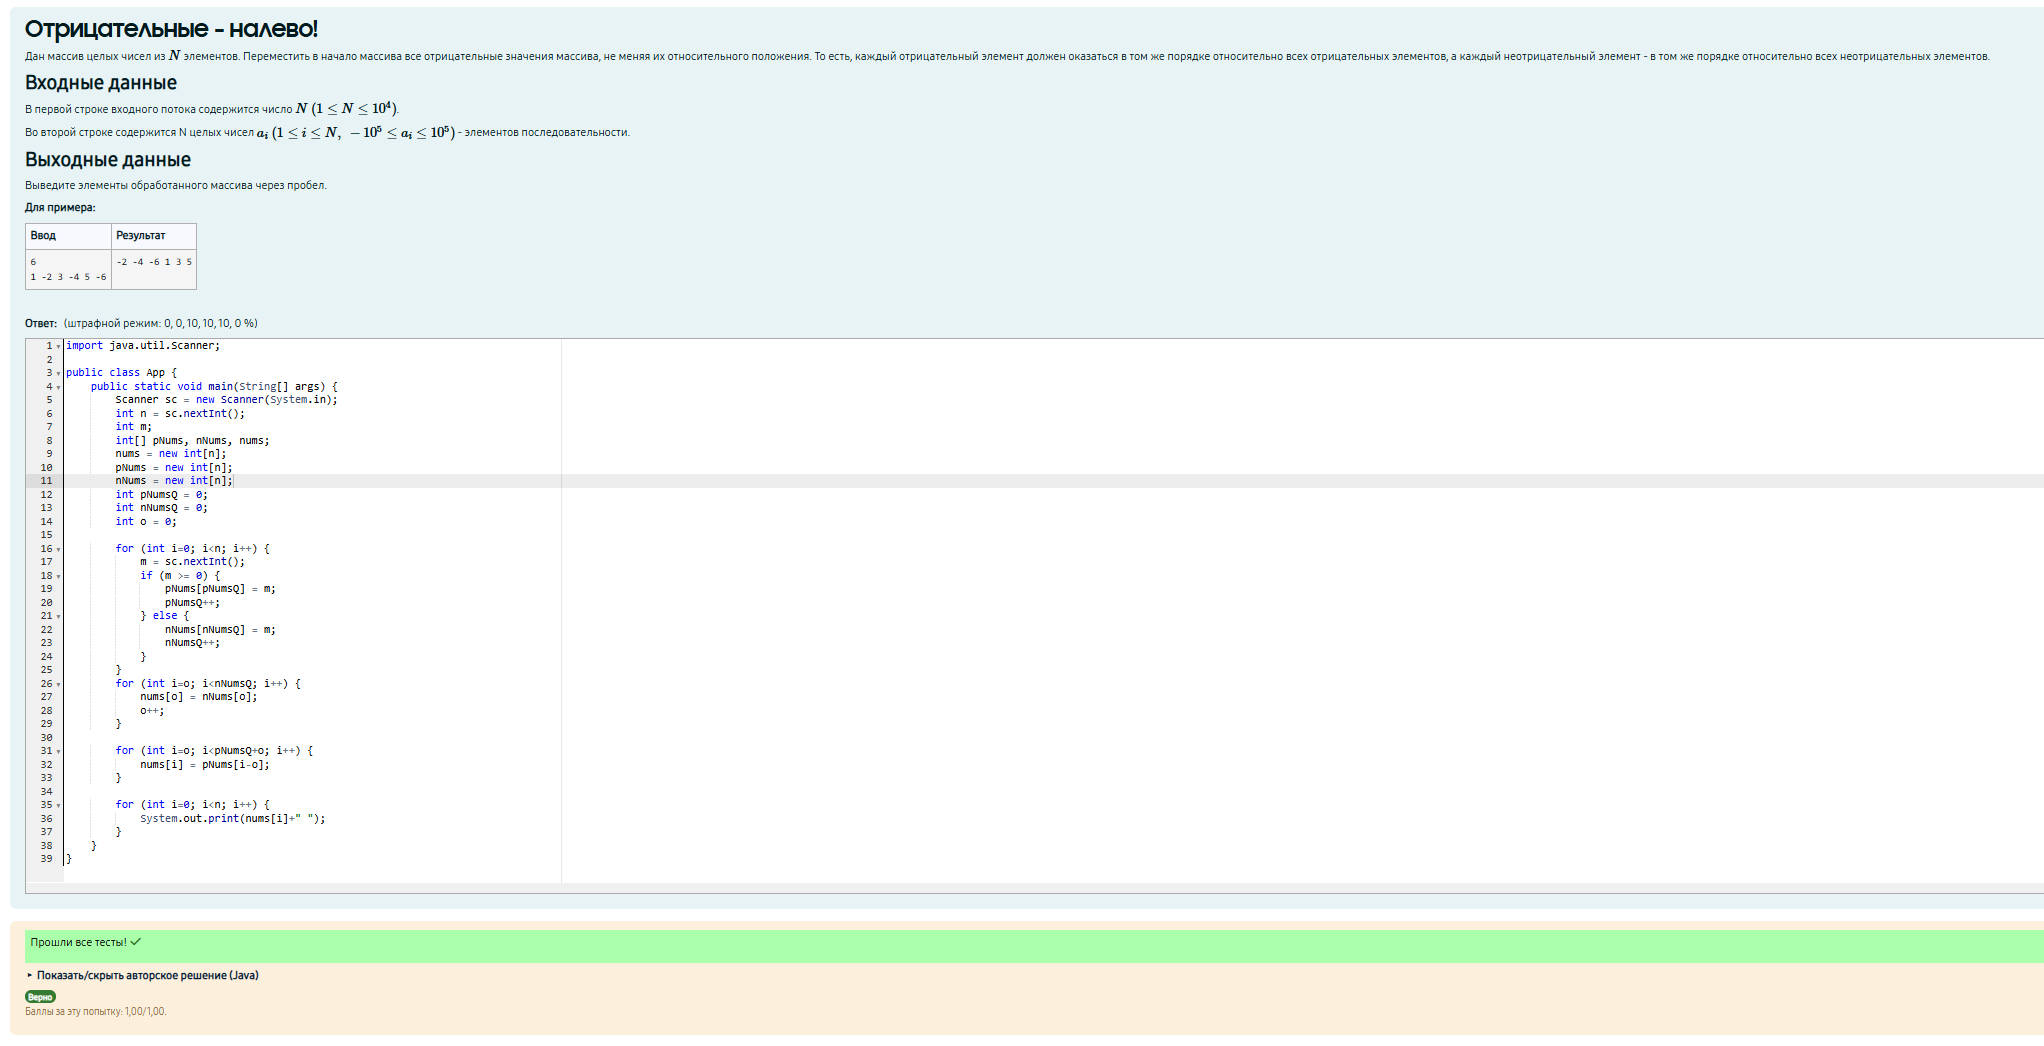 Отрицательные - налево!
Дан массив целых чисел из N элементов. Переместить в начало массива все отрицательные значения массива, не меняя их относительного положения. То есть, каждый отрицательный элемент должен оказаться в том же порядке относительно всех отрицательных элементов, а каждый неотрицательный элемент - в том же порядке относительно всех неотрицательных элементов.
Входные данные
В первой строке входного потока содержится число N (1 ≤ N ≤ 10⁴).
Во второй строке содержится N целых чисел aᵢ (1 ≤ i ≤ N, −10⁵ ≤ aᵢ ≤ 10⁵) - элементов последовательности.
Выходные данные
Выведите элементы обработанного массива через пробел.
Для примера:
Ввод Результат
6 -2 -4 -6 1 3 5
1 -2 3 -4 5 -6
Ответ: (штрафной режим: 0, 0, 10, 10, 10, 0 %)
1 import java.util.Scanner;
2
3 public class App {
4     public static void main(String[] args) {
5         Scanner sc = new Scanner(System.in);
6         int n = sc.nextInt();
7         int m;
8         int[] pNums, nNums, nums;
9         nums = new int[n];
10         pNums = new int[n];
11         nNums = new int[n];
12         int pNumsQ = 0;
13         int nNumsQ = 0;
14         int o = 0;
15
16         for (int i=0; i<n; i++) {
17             m = sc.nextInt();
18             if (m >= 0) {
19                 pNums[pNumsQ] = m;
20                 pNumsQ++;
21             } else {
22                 nNums[nNumsQ] = m;
23                 nNumsQ++;
24             }
25         }
26         for (int i=o; i<nNumsQ; i++) {
27             nums[o] = nNums[o];
28             o++;
29         }
30
31         for (int i=o; i<pNumsQ+o; i++) {
32             nums[i] = pNums[i-o];
33         }
34
35         for (int i=0; i<n; i++) {
36             System.out.print(nums[i]+" ");
37         }
38     }
39 }
Прошли все тесты! ✓
Показать/скрыть авторское решение (Java)
Верно
Баллы за эту попытку: 1,00/1,00.